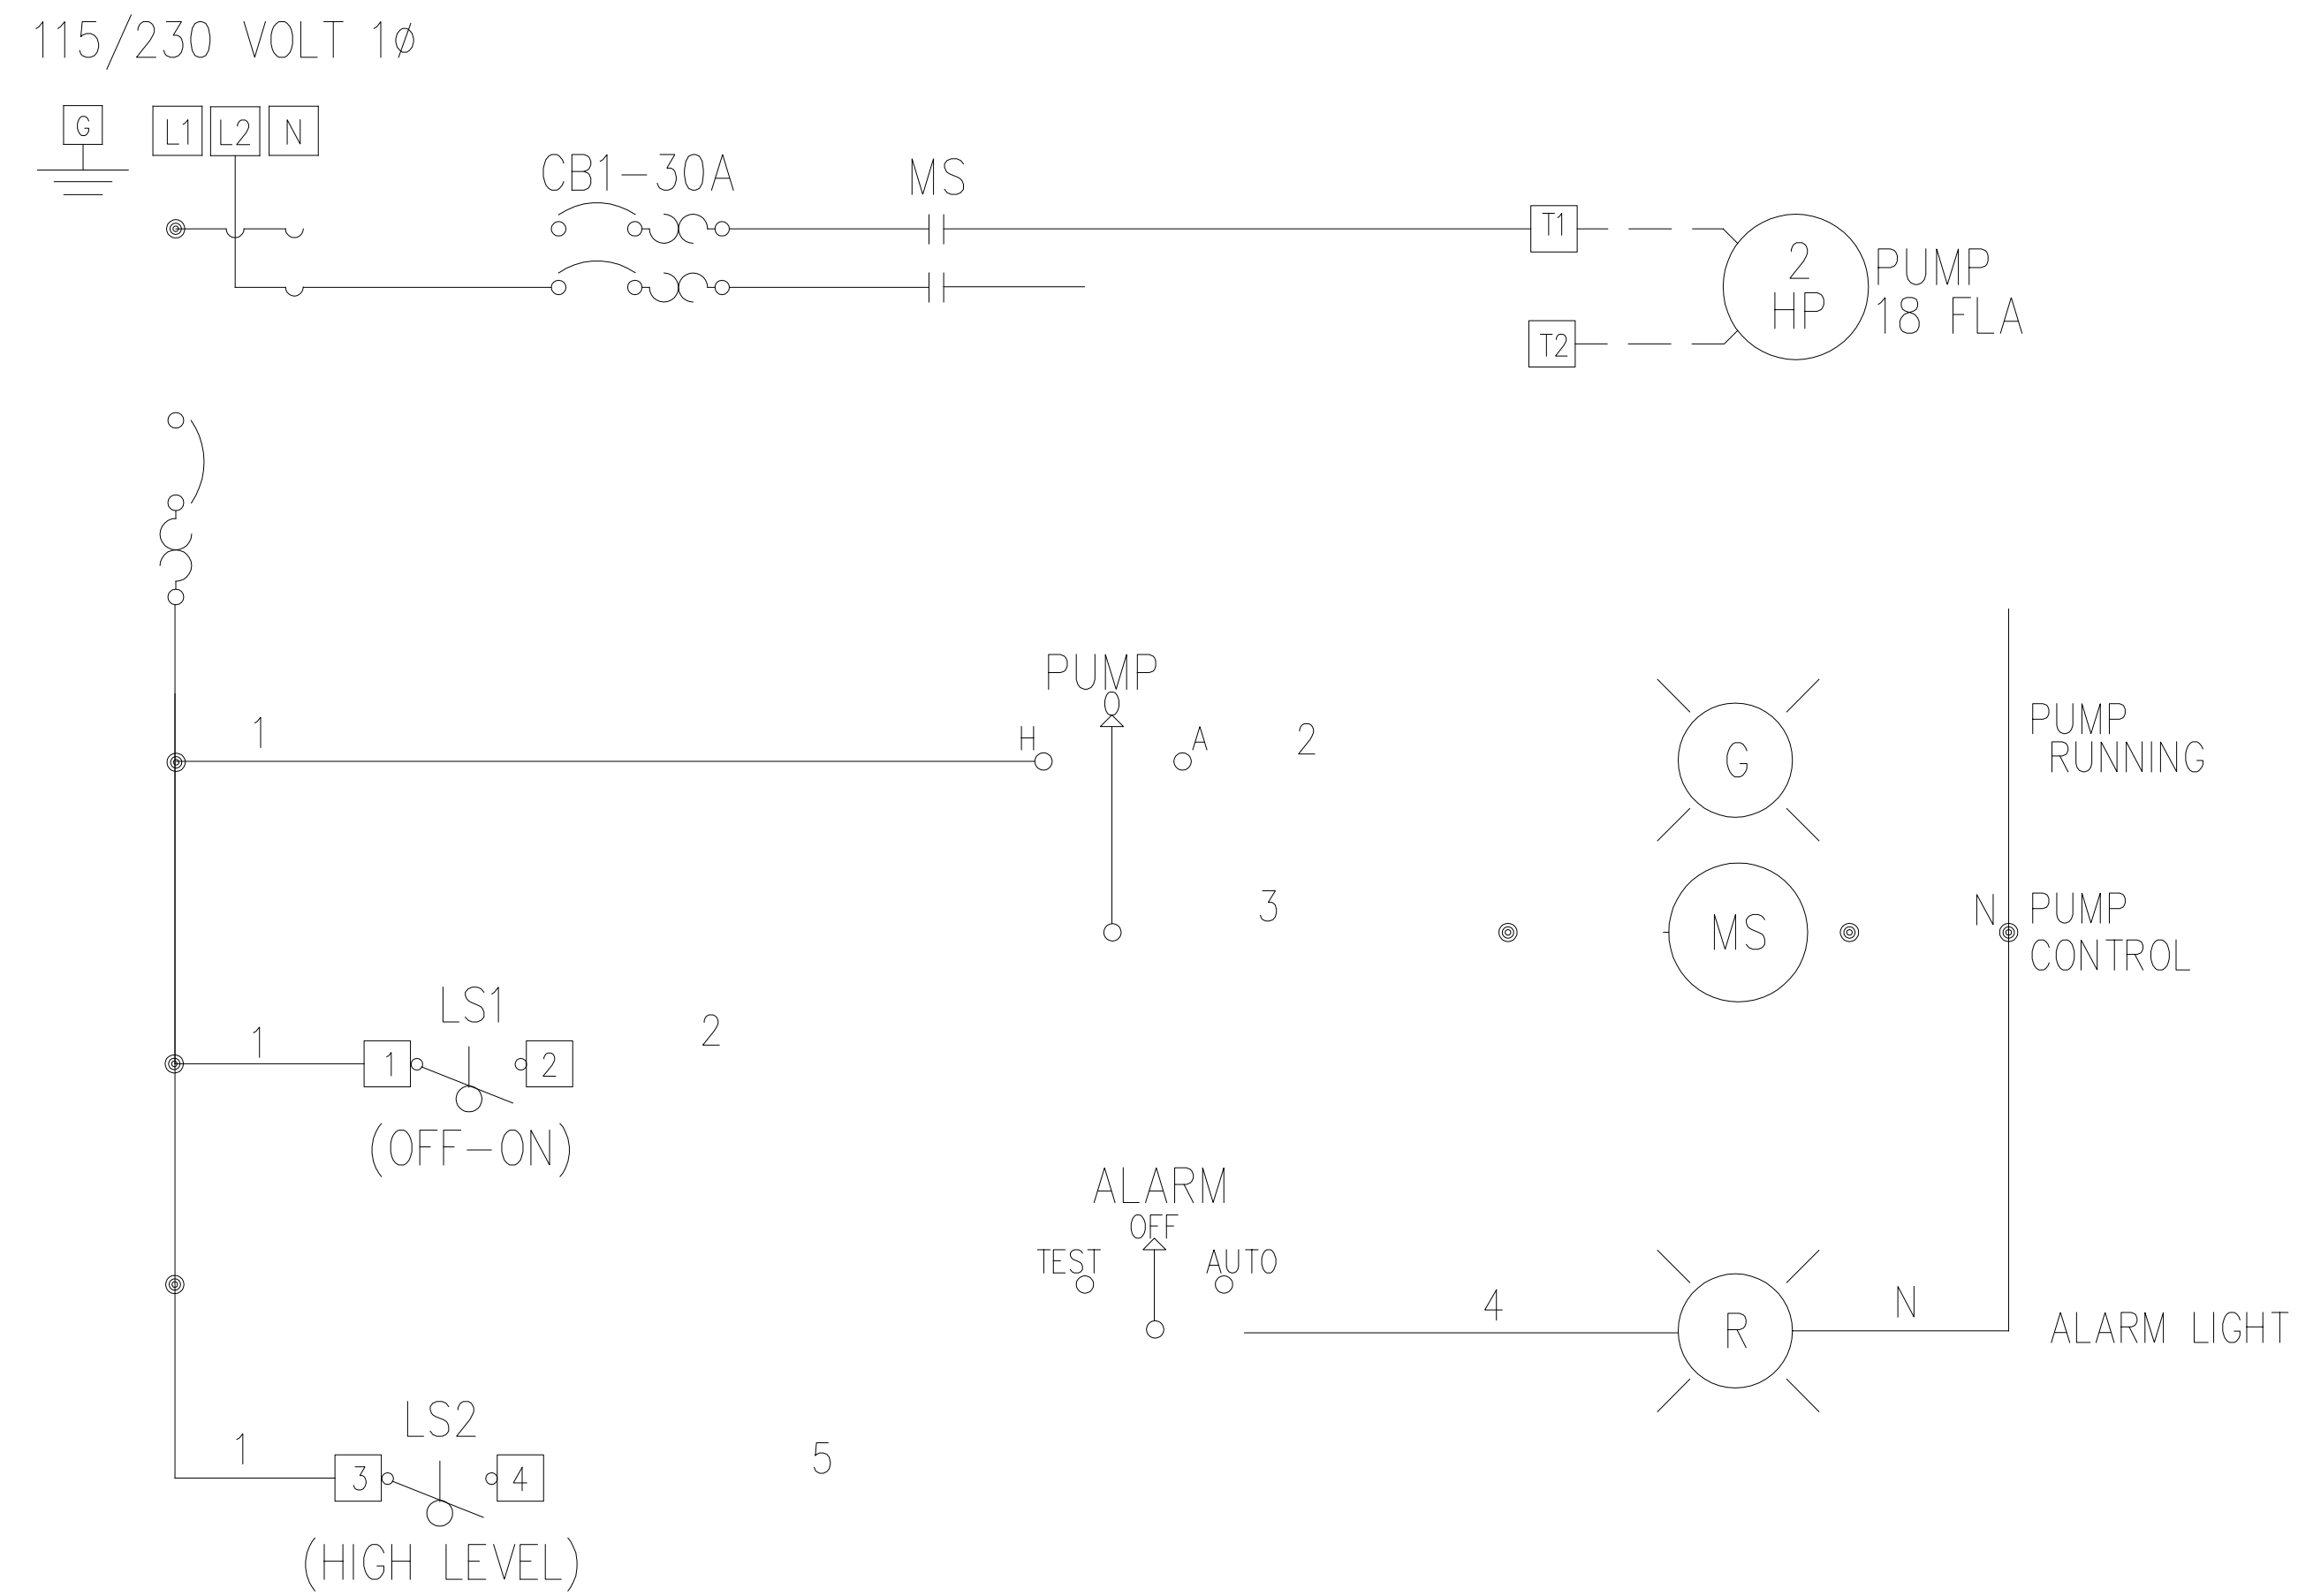 115/230 VOLT 1ø
G L1 L2 N
CB1-30A
MS
T1
2
HP
PUMP
18 FLA
T2
PUMP
O
H
A
1
2
G
PUMP
RUNNING
3
MS
N
PUMP
CONTROL
LS1
1
1
2
2
(OFF-ON)
ALARM
OFF
TEST
AUTO
4
R
N
ALARM LIGHT
LS2
1
3
4
5
(HIGH LEVEL)